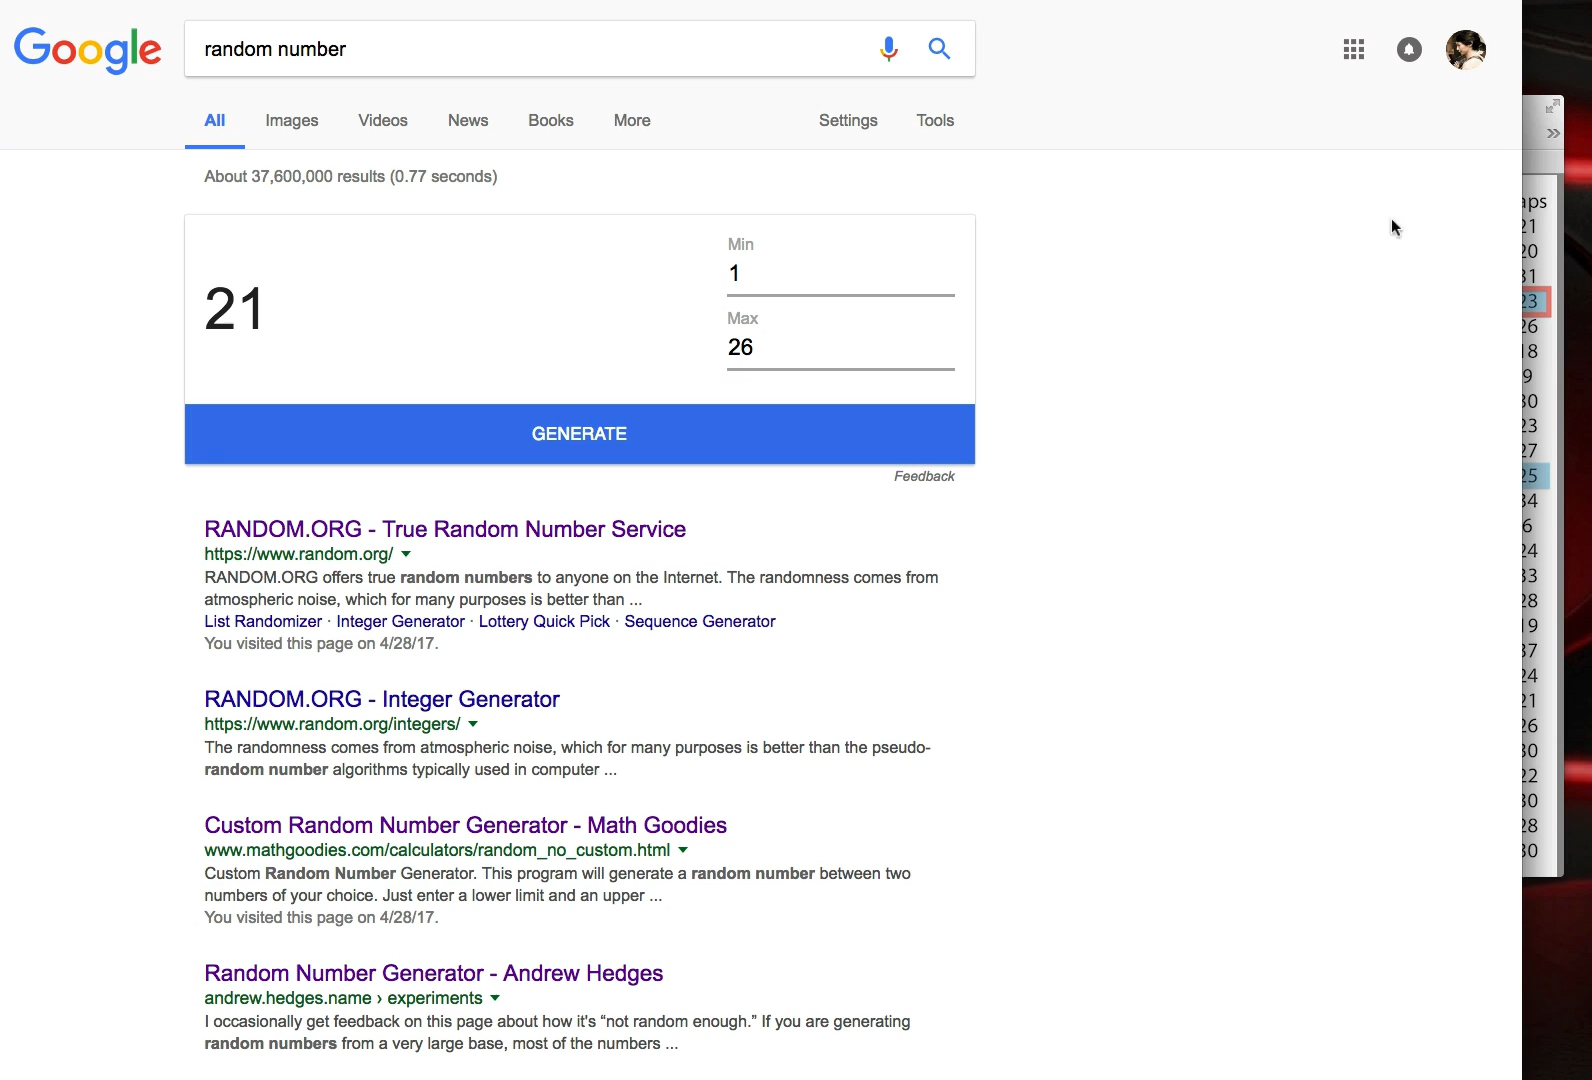 Google
random number
All Images Videos News Books More Settings Tools
About 37,600,000 results (0.77 seconds)
21
Min
1
Max
26
GENERATE
Feedback
RANDOM.ORG - True Random Number Service
https://www.random.org/
RANDOM.ORG offers true random numbers to anyone on the Internet. The randomness comes from
atmospheric noise, which for many purposes is better than ...
List Randomizer · Integer Generator · Lottery Quick Pick · Sequence Generator
You visited this page on 4/28/17.
RANDOM.ORG - Integer Generator
https://www.random.org/integers/
The randomness comes from atmospheric noise, which for many purposes is better than the pseudo-
random number algorithms typically used in computer ...
Custom Random Number Generator - Math Goodies
www.mathgoodies.com/calculators/random_no_custom.html
Custom Random Number Generator. This program will generate a random number between two
numbers of your choice. Just enter a lower limit and an upper ...
You visited this page on 4/28/17.
Random Number Generator - Andrew Hedges
andrew.hedges.name › experiments
I occasionally get feedback on this page about how it's “not random enough.” If you are generating
random numbers from a very large base, most of the numbers ...